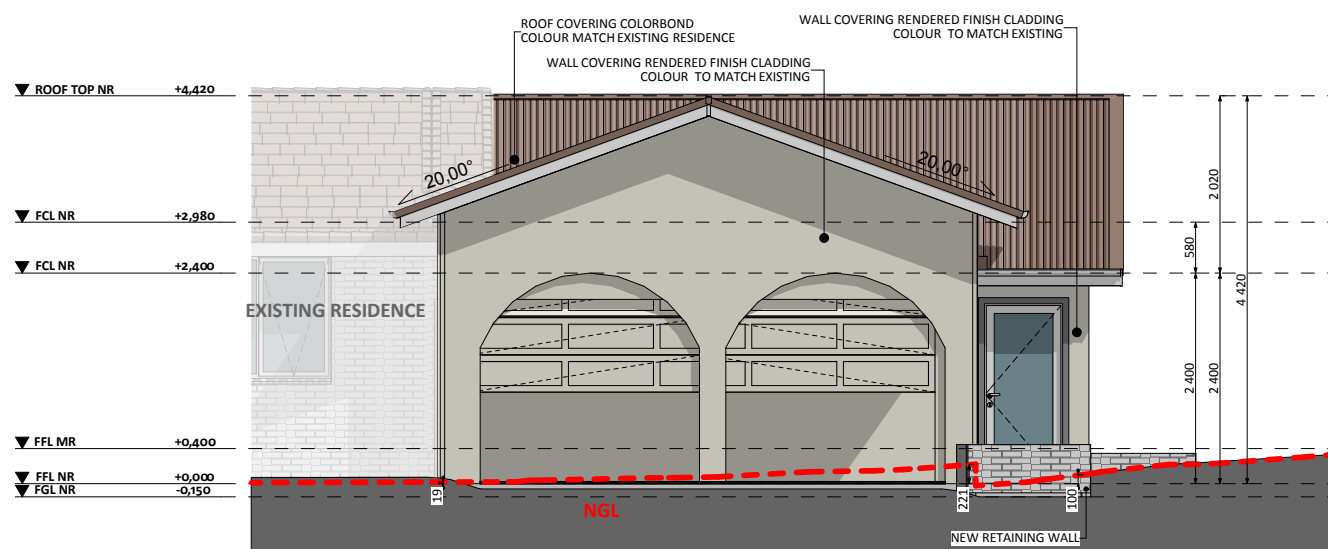 ROOF COVERING COLORBOND
COLOUR MATCH EXISTING RESIDENCE
WALL COVERING RENDERED FINISH CLADDING
COLOUR TO MATCH EXISTING
WALL COVERING RENDERED FINISH CLADDING
COLOUR TO MATCH EXISTING
ROOF TOP NR +4,420
20,00°
20,00°
2 020
FCL NR +2,980
580
FCL NR +2,400
4 420
EXISTING RESIDENCE
2 400
2 400
FFL MR +0,400
FFL NR +0,000
FGL NR -0,150
19
221
100
NGL
NEW RETAINING WALL